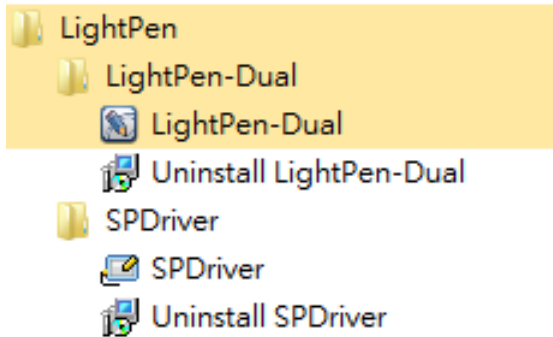 LightPen
LightPen-Dual
LightPen-Dual
Uninstall LightPen-Dual
SPDriver
SPDriver
Uninstall SPDriver